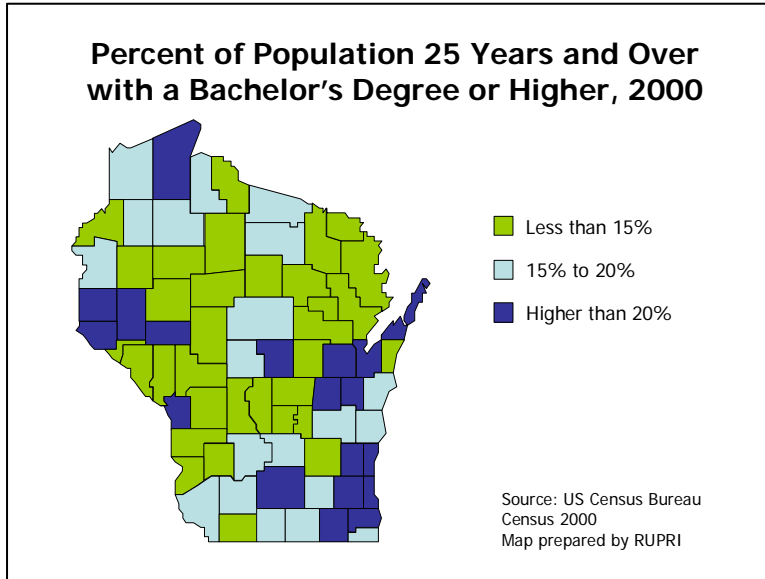 Percent of Population 25 Years and Over
with a Bachelor's Degree or Higher, 2000
Less than 15%
15% to 20%
Higher than 20%
Source: US Census Bureau
Census 2000
Map prepared by RUPRI